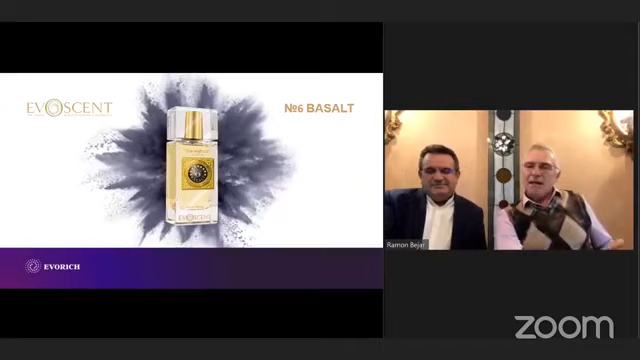 EVOSCENT
№6 BASALT
EVOSCENT
EVORICH
Ramon Bejar
zoom